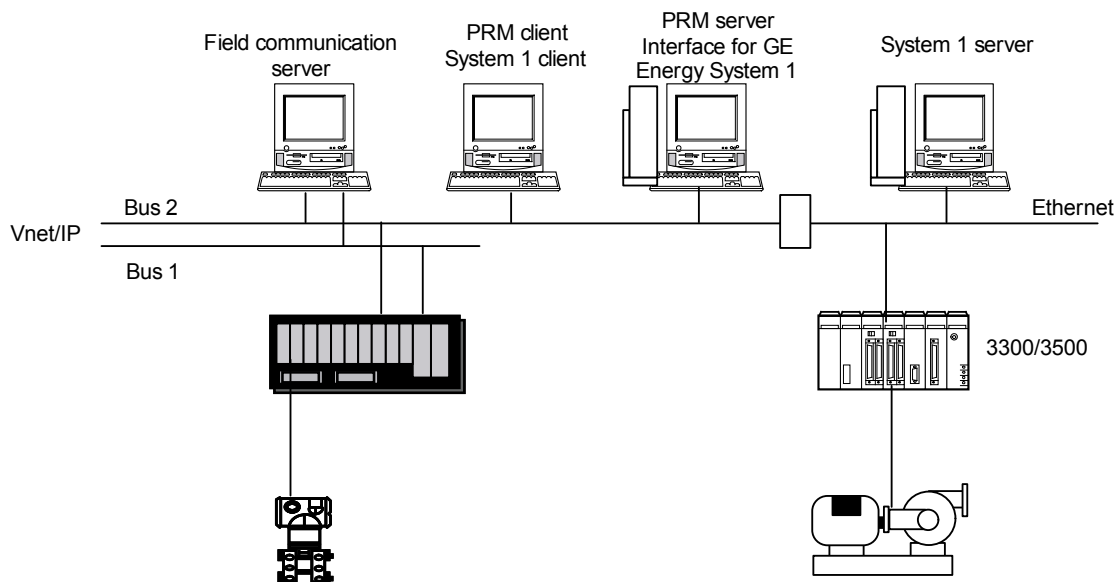 Field communication
server
PRM client
System 1 client
PRM server
Interface for GE
Energy System 1
System 1 server
Bus 2
Ethernet
Vnet/IP
Bus 1
3300/3500